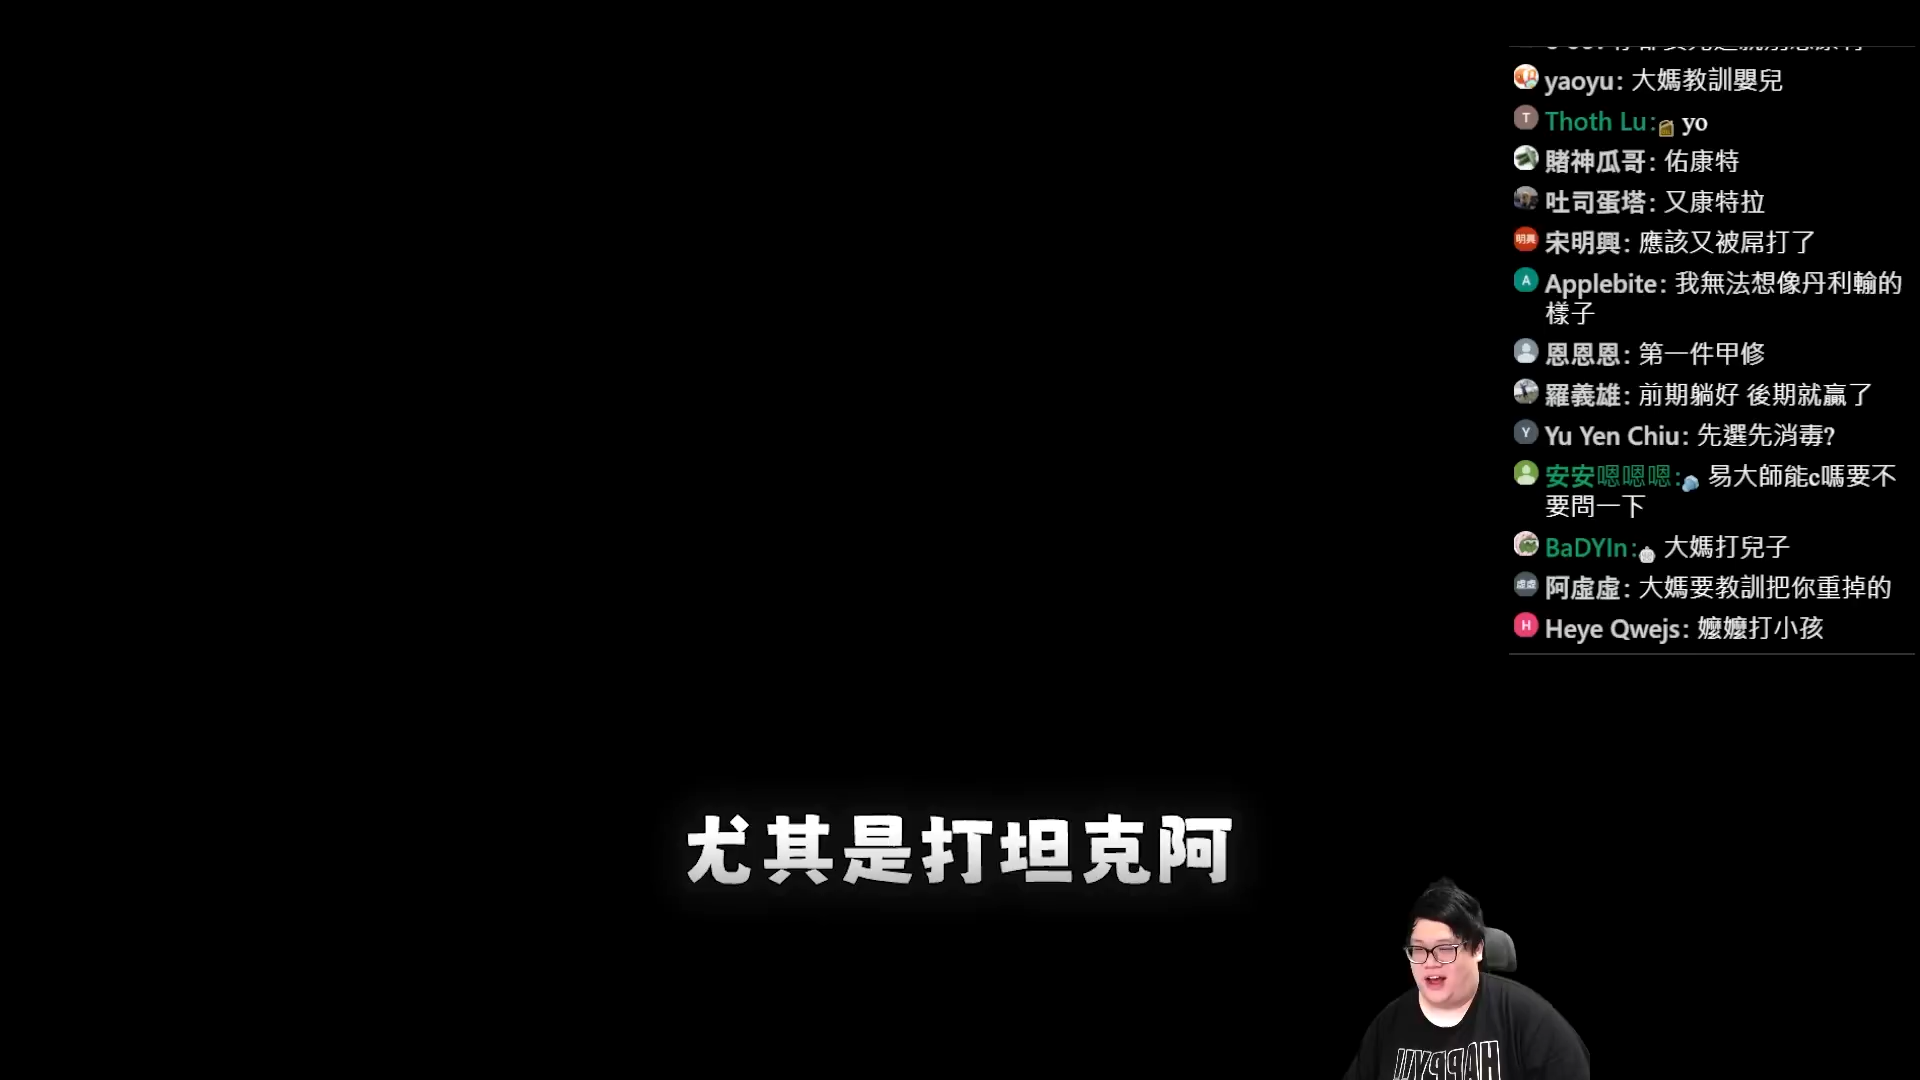 yaoyu: 大媽教訓嬰兒
T Thoth Lu: yo
賭神瓜哥: 佑康特
吐司蛋塔: 又康特拉
明興 宋明興: 應該又被屌打了
A Applebite: 我無法想像丹利輸的
樣子
恩恩恩: 第一件甲修
羅義雄: 前期躺好 後期就贏了
Y Yu Yen Chiu: 先選先消毒?
安安嗯嗯嗯: 易大師能c嗎要不
要問一下
BaDYIn: 大媽打兒子
虛虛 阿虛虛: 大媽要教訓把你重掉的
H Heye Qwejs: 嬤嬤打小孩
尤其是打坦克阿